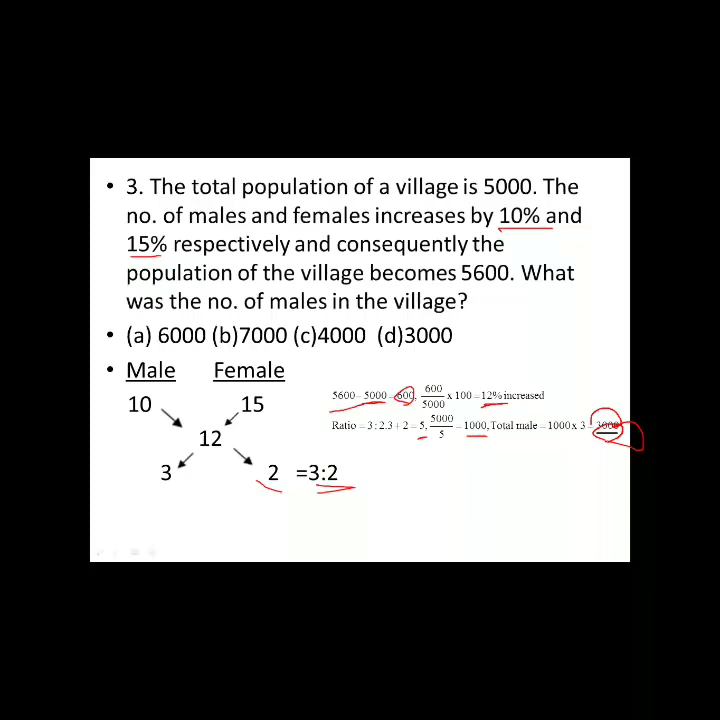 • 3. The total population of a village is 5000. The
no. of males and females increases by 10% and
15% respectively and consequently the
population of the village becomes 5600. What
was the no. of males in the village?
• (a) 6000 (b)7000 (c)4000 (d)3000
• Male Female
10 15
12
3 2 =3:2
5600 – 5000 = 600, 600/5000 x 100 = 12% increased
Ratio = 3 : 2. 3 + 2 = 5, 5000/5 = 1000, Total male = 1000 x 3 = 3000